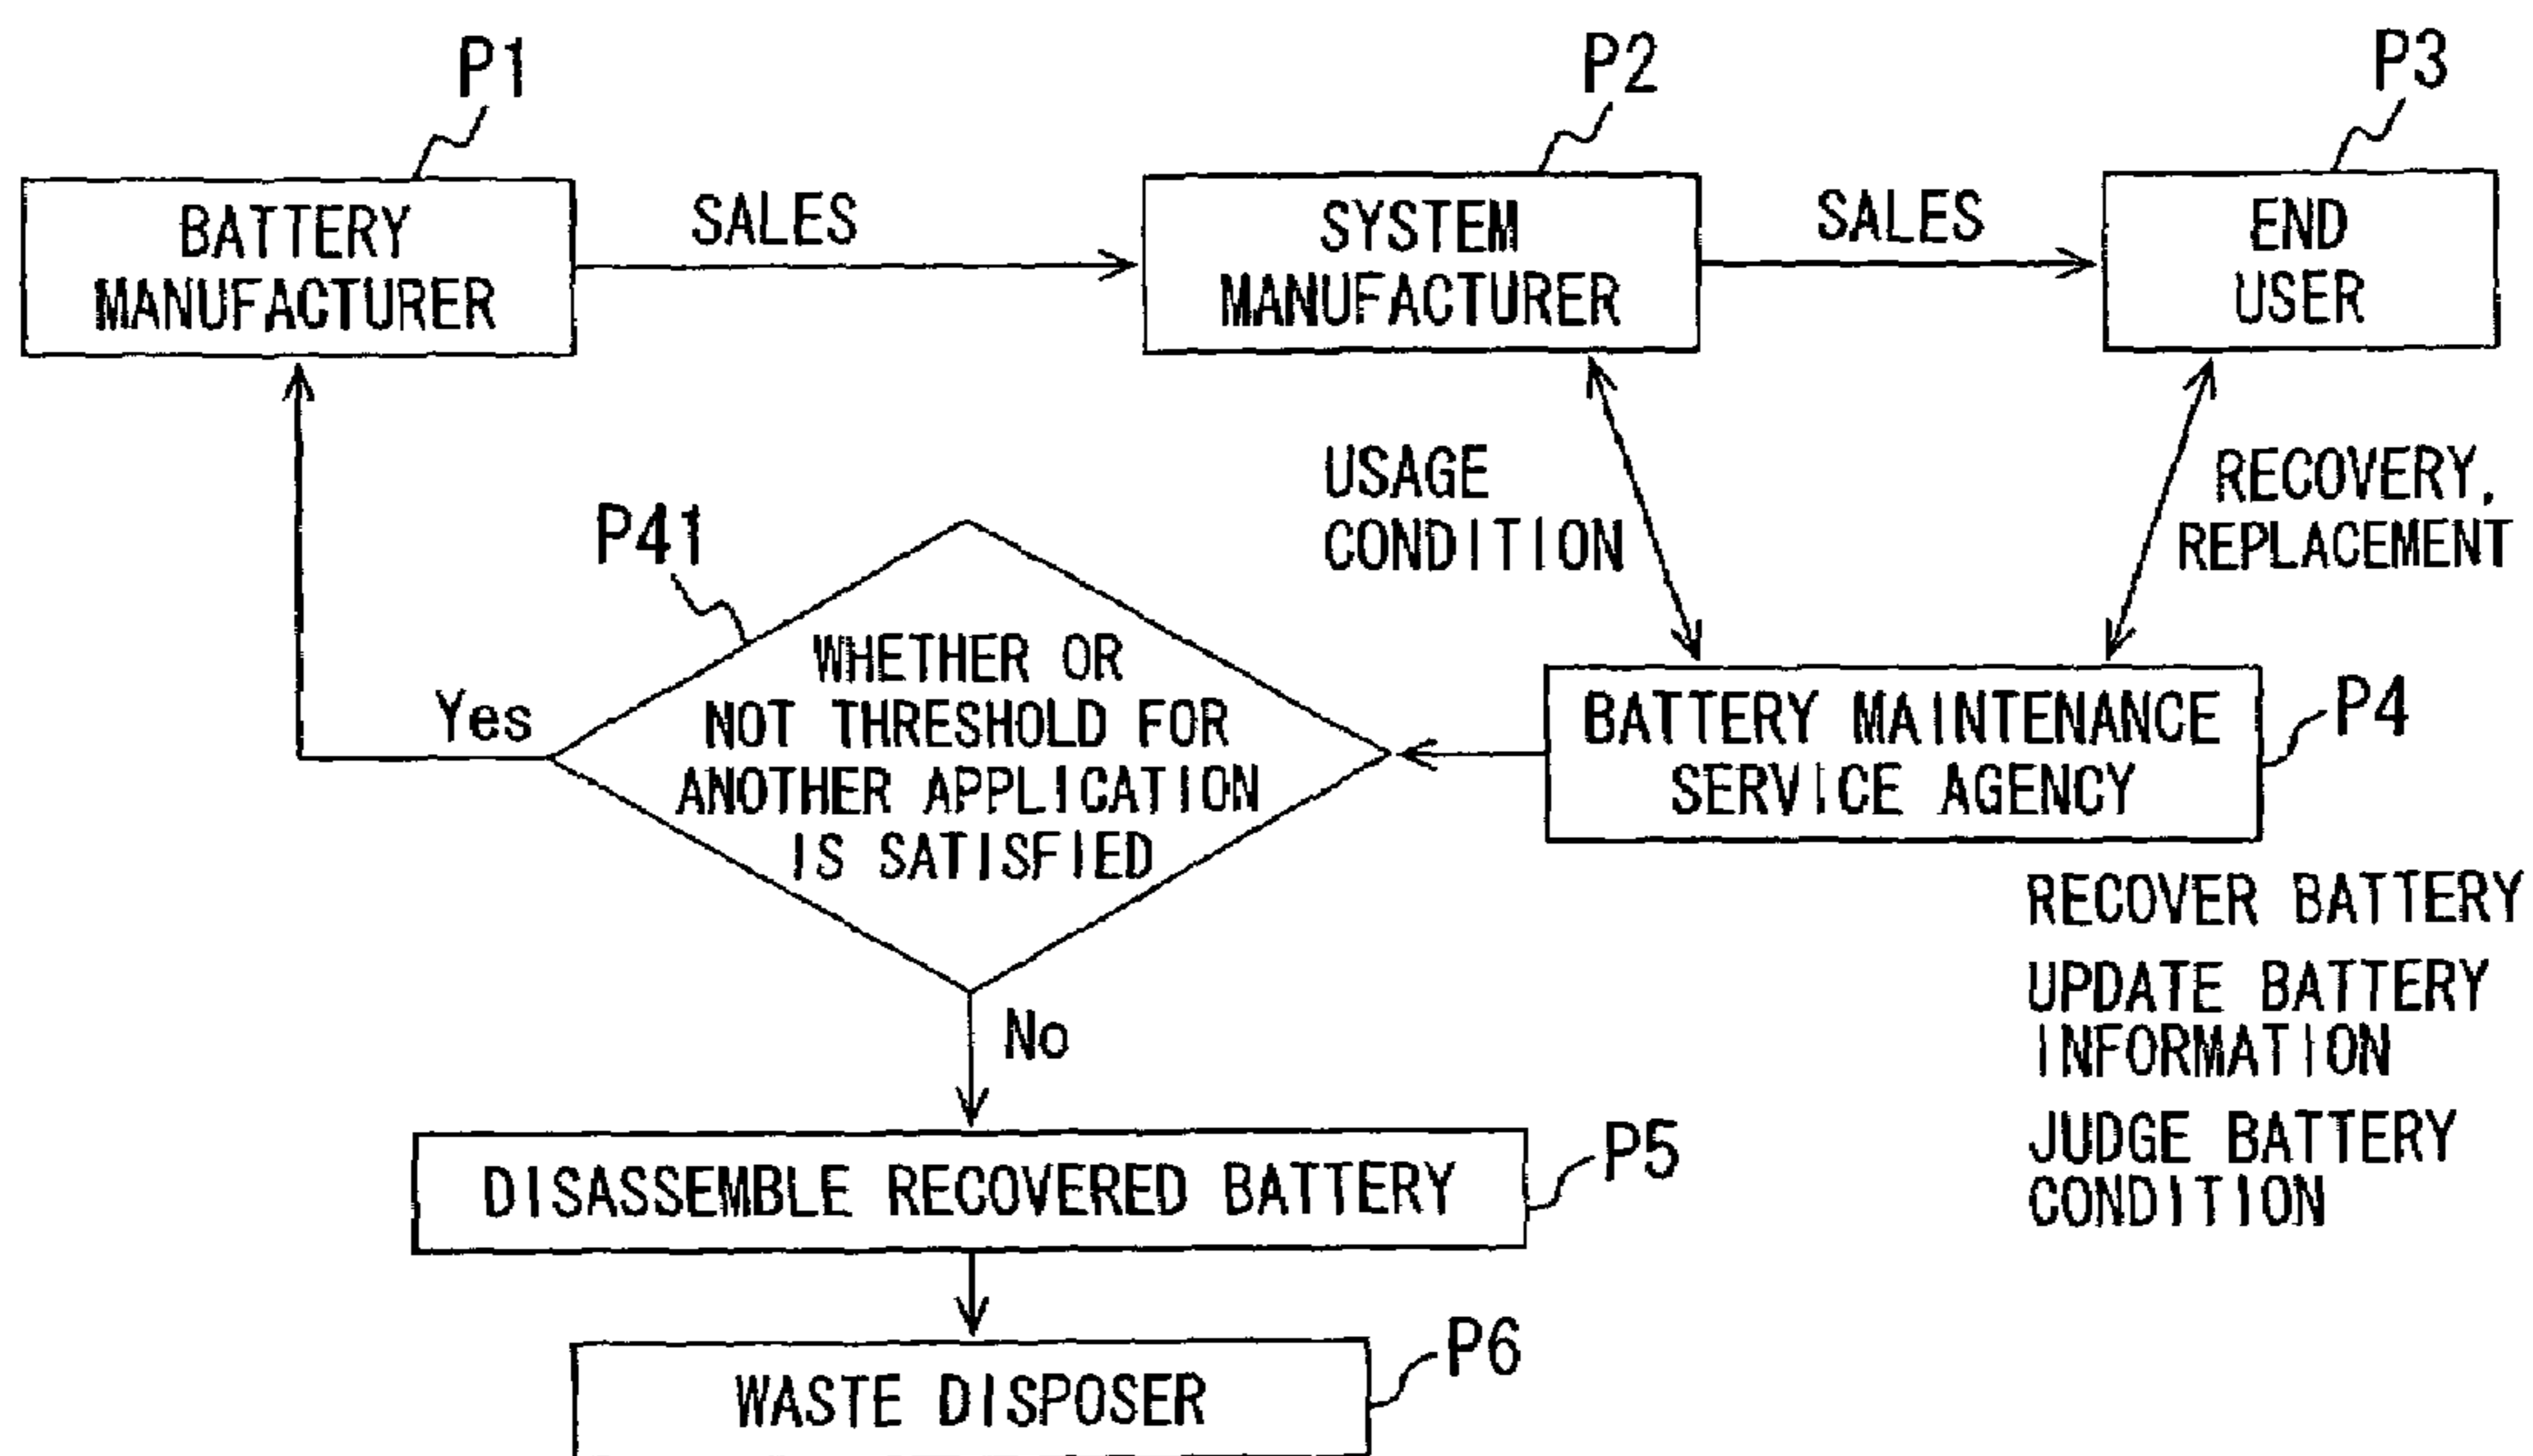 P1
P2
P3
BATTERY
MANUFACTURER
SALES
SYSTEM
MANUFACTURER
SALES
END
USER
USAGE
CONDITION
RECOVERY,
REPLACEMENT
P41
WHETHER OR
NOT THRESHOLD FOR
ANOTHER APPLICATION
IS SATISFIED
Yes
BATTERY MAINTENANCE
SERVICE AGENCY
P4
RECOVER BATTERY
UPDATE BATTERY
INFORMATION
JUDGE BATTERY
CONDITION
No
DISASSEMBLE RECOVERED BATTERY
P5
WASTE DISPOSER
P6